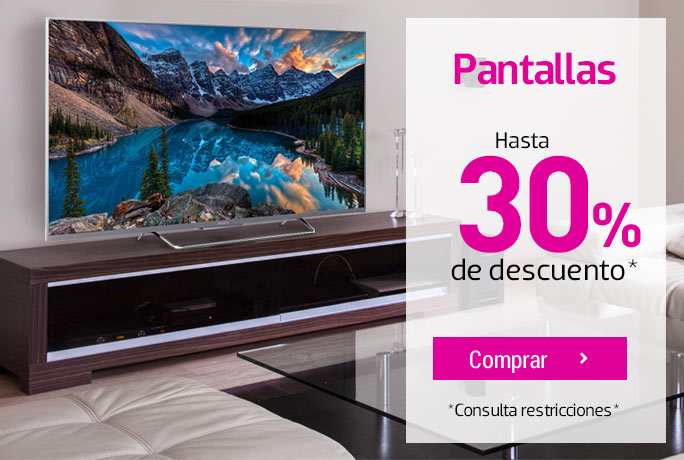 Pantallas
Hasta
30%
de descuento*
Comprar >
*Consulta restricciones*